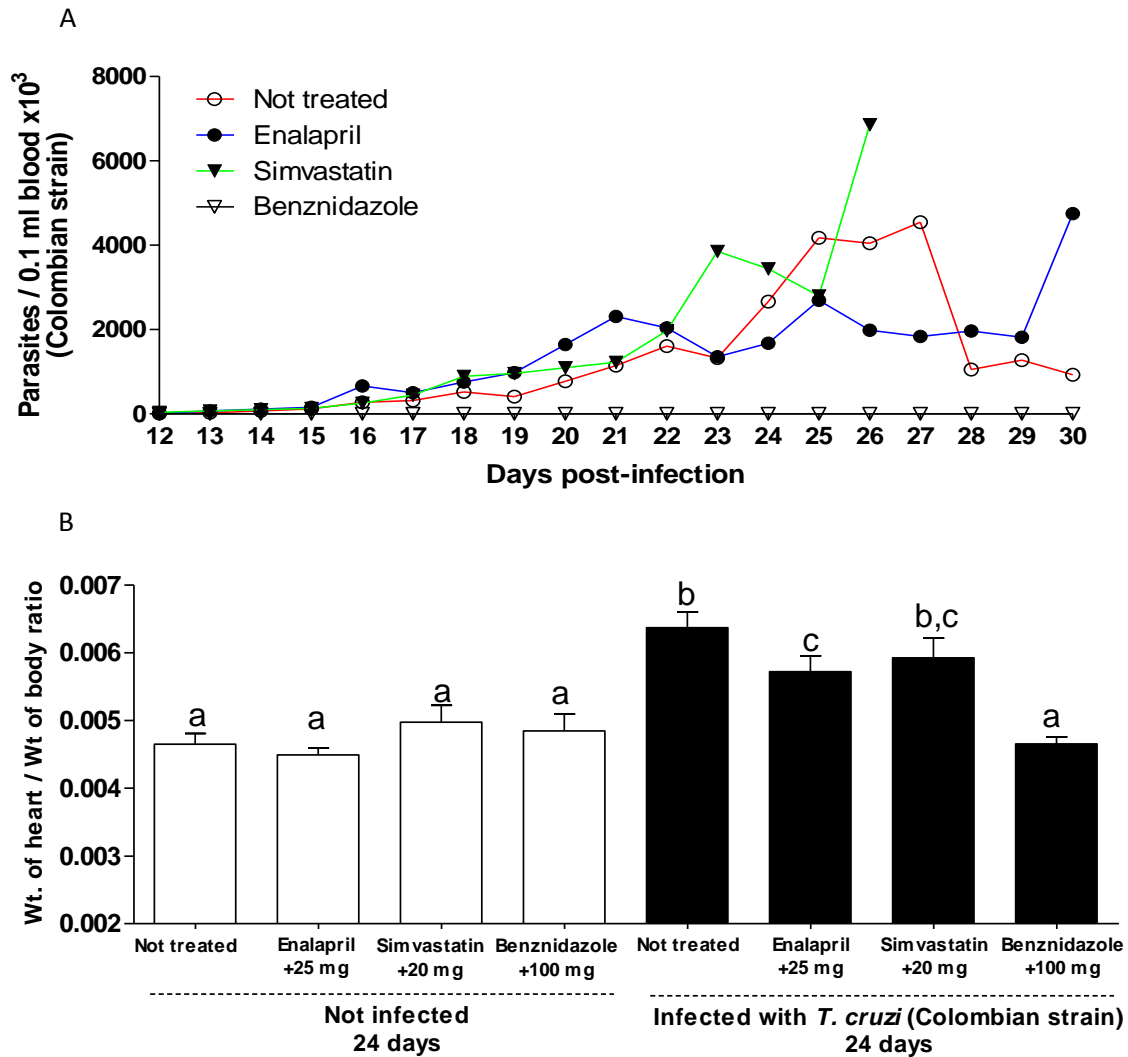 A
Parasites / 0.1 ml blood x10³
(Colombian strain)
8000
6000
4000
2000
0
Not treated
Enalapril
Simvastatin
Benznidazole
12 13 14 15 16 17 18 19 20 21 22 23 24 25 26 27 28 29 30
Days post-infection
B
Wt. of heart / Wt of body ratio
0.007
0.006
0.005
0.004
0.003
0.002
a a a a b c b,c a
Not treated Enalapril Simvastatin Benznidazole Not treated Enalapril Simvastatin Benznidazole
+25 mg +20 mg +100 mg +25 mg +20 mg +100 mg
Not infected Infected with T. cruzi (Colombian strain)
24 days 24 days